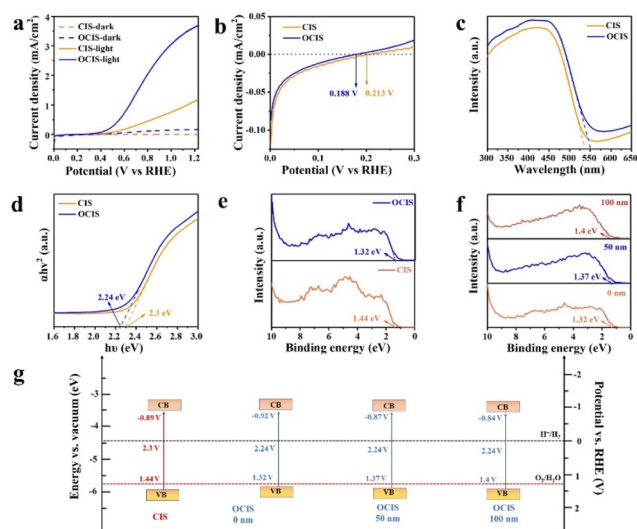 a
CIS-dark
OCIS-dark
CIS-light
OCIS-light
Current density (mA/cm²)
4
3
2
1
0
0.0 0.3 0.6 0.9 1.2
Potential (V vs RHE)
b
CIS
OCIS
Current density (mA/cm²)
0.05
0.00
-0.05
-0.10
0.188 V
0.213 V
0.0 0.1 0.2 0.3
Potential (V vs RHE)
c
CIS
OCIS
Intensity (a.u.)
300 350 400 450 500 550 600 650
Wavelength (nm)
d
CIS
OCIS
αhν² (a.u.)
2.24 eV
2.3 eV
1.6 1.8 2.0 2.2 2.4 2.6 2.8 3.0
hυ (eV)
e
OCIS
1.32 eV
CIS
1.44 eV
Intensity (a.u.)
10 8 6 4 2 0
Binding energy (eV)
f
100 nm
1.4 eV
50 nm
1.37 eV
0 nm
1.32 eV
Intensity (a.u.)
10 8 6 4 2 0
Binding energy (eV)
g
Energy vs. vacuum (eV)
-3
-4
-5
-6
CB CB CB CB
-0.89 V -0.92 V -0.87 V -0.84 V
H⁺/H₂
2.3 V 2.24 V 2.24 V 2.24 V
1.44 V 1.32 V 1.37 V 1.4 V
O₂/H₂O
VB VB VB VB
CIS OCIS OCIS OCIS
0 nm 50 nm 100 nm
-2
-1
0
1
2
Potential vs. RHE (V)